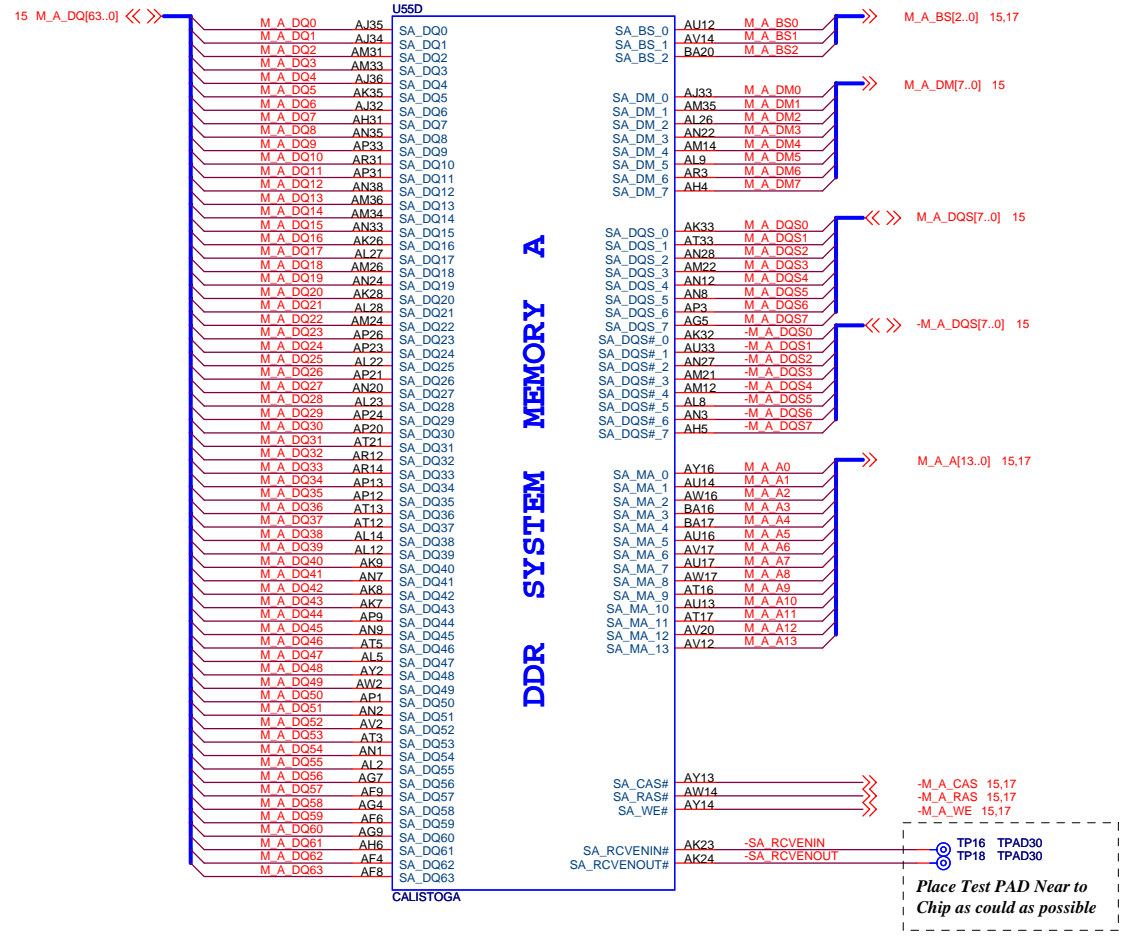 U55D
15 M_A_DQ[63..0]
M_A_DQ0 AJ35 SA_DQ0
M_A_DQ1 AJ34 SA_DQ1
M_A_DQ2 AM31 SA_DQ2
M_A_DQ3 AM33 SA_DQ3
M_A_DQ4 AJ36 SA_DQ4
M_A_DQ5 AK35 SA_DQ5
M_A_DQ6 AJ32 SA_DQ6
M_A_DQ7 AH31 SA_DQ7
M_A_DQ8 AN35 SA_DQ8
M_A_DQ9 AP33 SA_DQ9
M_A_DQ10 AR31 SA_DQ10
M_A_DQ11 AP31 SA_DQ11
M_A_DQ12 AN38 SA_DQ12
M_A_DQ13 AM36 SA_DQ13
M_A_DQ14 AM34 SA_DQ14
M_A_DQ15 AN33 SA_DQ15
M_A_DQ16 AK26 SA_DQ16
M_A_DQ17 AL27 SA_DQ17
M_A_DQ18 AM26 SA_DQ18
M_A_DQ19 AN24 SA_DQ19
M_A_DQ20 AK28 SA_DQ20
M_A_DQ21 AL28 SA_DQ21
M_A_DQ22 AM24 SA_DQ22
M_A_DQ23 AP26 SA_DQ23
M_A_DQ24 AP23 SA_DQ24
M_A_DQ25 AL22 SA_DQ25
M_A_DQ26 AP21 SA_DQ26
M_A_DQ27 AN20 SA_DQ27
M_A_DQ28 AL23 SA_DQ28
M_A_DQ29 AP24 SA_DQ29
M_A_DQ30 AP20 SA_DQ30
M_A_DQ31 AT21 SA_DQ31
M_A_DQ32 AR12 SA_DQ32
M_A_DQ33 AR14 SA_DQ33
M_A_DQ34 AP13 SA_DQ34
M_A_DQ35 AP12 SA_DQ35
M_A_DQ36 AT13 SA_DQ36
M_A_DQ37 AT12 SA_DQ37
M_A_DQ38 AL14 SA_DQ38
M_A_DQ39 AL12 SA_DQ39
M_A_DQ40 AK9 SA_DQ40
M_A_DQ41 AN7 SA_DQ41
M_A_DQ42 AK8 SA_DQ42
M_A_DQ43 AK7 SA_DQ43
M_A_DQ44 AP9 SA_DQ44
M_A_DQ45 AN9 SA_DQ45
M_A_DQ46 AT5 SA_DQ46
M_A_DQ47 AL5 SA_DQ47
M_A_DQ48 AY2 SA_DQ48
M_A_DQ49 AW2 SA_DQ49
M_A_DQ50 AP1 SA_DQ50
M_A_DQ51 AN2 SA_DQ51
M_A_DQ52 AV2 SA_DQ52
M_A_DQ53 AT3 SA_DQ53
M_A_DQ54 AN1 SA_DQ54
M_A_DQ55 AL2 SA_DQ55
M_A_DQ56 AG7 SA_DQ56
M_A_DQ57 AF9 SA_DQ57
M_A_DQ58 AG4 SA_DQ58
M_A_DQ59 AF6 SA_DQ59
M_A_DQ60 AG9 SA_DQ60
M_A_DQ61 AH6 SA_DQ61
M_A_DQ62 AF4 SA_DQ62
M_A_DQ63 AF8 SA_DQ63
DDR SYSTEM MEMORY A
SA_BS_0 AU12 M_A_BS0
SA_BS_1 AV14 M_A_BS1
SA_BS_2 BA20 M_A_BS2
M_A_BS[2..0] 15,17
SA_DM_0 AJ33 M_A_DM0
SA_DM_1 AM35 M_A_DM1
SA_DM_2 AL26 M_A_DM2
SA_DM_3 AN22 M_A_DM3
SA_DM_4 AM14 M_A_DM4
SA_DM_5 AL9 M_A_DM5
SA_DM_6 AR3 M_A_DM6
SA_DM_7 AH4 M_A_DM7
M_A_DM[7..0] 15
SA_DQS_0 AK33 M_A_DQS0
SA_DQS_1 AT33 M_A_DQS1
SA_DQS_2 AN28 M_A_DQS2
SA_DQS_3 AM22 M_A_DQS3
SA_DQS_4 AN12 M_A_DQS4
SA_DQS_5 AN8 M_A_DQS5
SA_DQS_6 AP3 M_A_DQS6
SA_DQS_7 AG5 M_A_DQS7
M_A_DQS[7..0] 15
SA_DQS#_0 AK32 -M_A_DQS0
SA_DQS#_1 AU33 -M_A_DQS1
SA_DQS#_2 AN27 -M_A_DQS2
SA_DQS#_3 AM21 -M_A_DQS3
SA_DQS#_4 AM12 -M_A_DQS4
SA_DQS#_5 AL8 -M_A_DQS5
SA_DQS#_6 AN3 -M_A_DQS6
SA_DQS#_7 AH5 -M_A_DQS7
-M_A_DQS[7..0] 15
SA_MA_0 AY16 M_A_A0
SA_MA_1 AU14 M_A_A1
SA_MA_2 AW16 M_A_A2
SA_MA_3 BA16 M_A_A3
SA_MA_4 BA17 M_A_A4
SA_MA_5 AU16 M_A_A5
SA_MA_6 AV17 M_A_A6
SA_MA_7 AU17 M_A_A7
SA_MA_8 AW17 M_A_A8
SA_MA_9 AT16 M_A_A9
SA_MA_10 AU13 M_A_A10
SA_MA_11 AT17 M_A_A11
SA_MA_12 AV20 M_A_A12
SA_MA_13 AV12 M_A_A13
M_A_A[13..0] 15,17
SA_CAS# AY13 -M_A_CAS 15,17
SA_RAS# AW14 -M_A_RAS 15,17
SA_WE# AY14 -M_A_WE 15,17
SA_RCVENIN# AK23 -SA_RCVENIN TP16 TPAD30
SA_RCVENOUT# AK24 -SA_RCVENOUT TP18 TPAD30
Place Test PAD Near to
Chip as could as possible
CALISTOGA